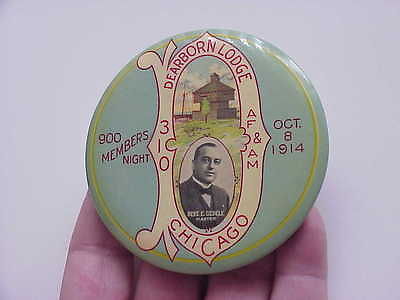 DEARBORN LODGE
310
AF & AM
900
MEMBERS
NIGHT
OCT.
8
1914
MASTER
CHICAGO